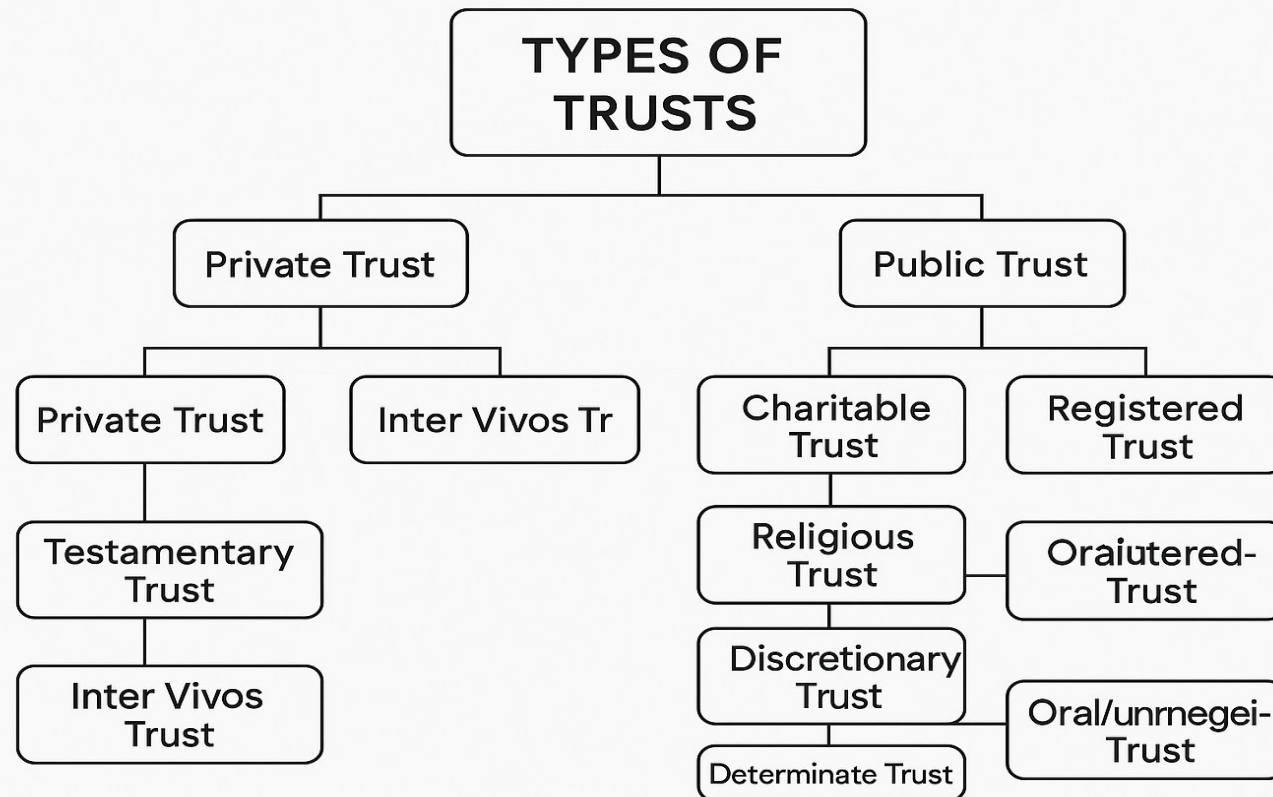 TYPES OF
TRUSTS
Private Trust
Public Trust
Private Trust
Inter Vivos Tr
Charitable
Trust
Registered
Trust
Testamentary
Trust
Religious
Trust
Oraiutered-
Trust
Inter Vivos
Trust
Discretionary
Trust
Oral/unrnegei-
Trust
Determinate Trust